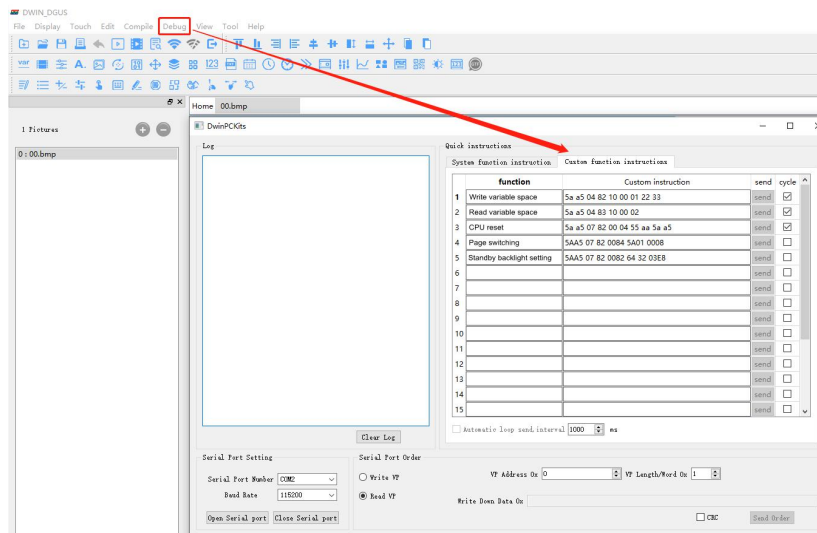 DWIN_DGUS
File Display Touch Edit Compile Debug View Tool Help
var A. 123
Home 00.bmp
1 Pictures
0 : 00.bmp
DwinPCKits
Log
Quick instructions
System function instruction Custom function instructions
function Custom instruction send cycle
1 Write variable space 5a a5 04 82 10 00 01 22 33 send
2 Read variable space 5a a5 04 83 10 00 02 send
3 CPU reset 5a a5 07 82 00 04 55 aa 5a a5 send
4 Page switching 5AA5 07 82 0084 5A01 0008 send
5 Standby backlight setting 5AA5 07 82 0082 64 32 03E8 send
6 send
7 send
8 send
9 send
10 send
11 send
12 send
13 send
14 send
15 send
Automatic loop send,interval 1000 ms
Clear Log
Serial Port Setting
Serial Port Number COM2
Baud Rate 115200
Open Serial port Close Serial port
Serial Port Order
Write VP
Read VP
VP Address 0x 0 VP Length/Word 0x 1
Write Down Data 0x
CRC Send Order